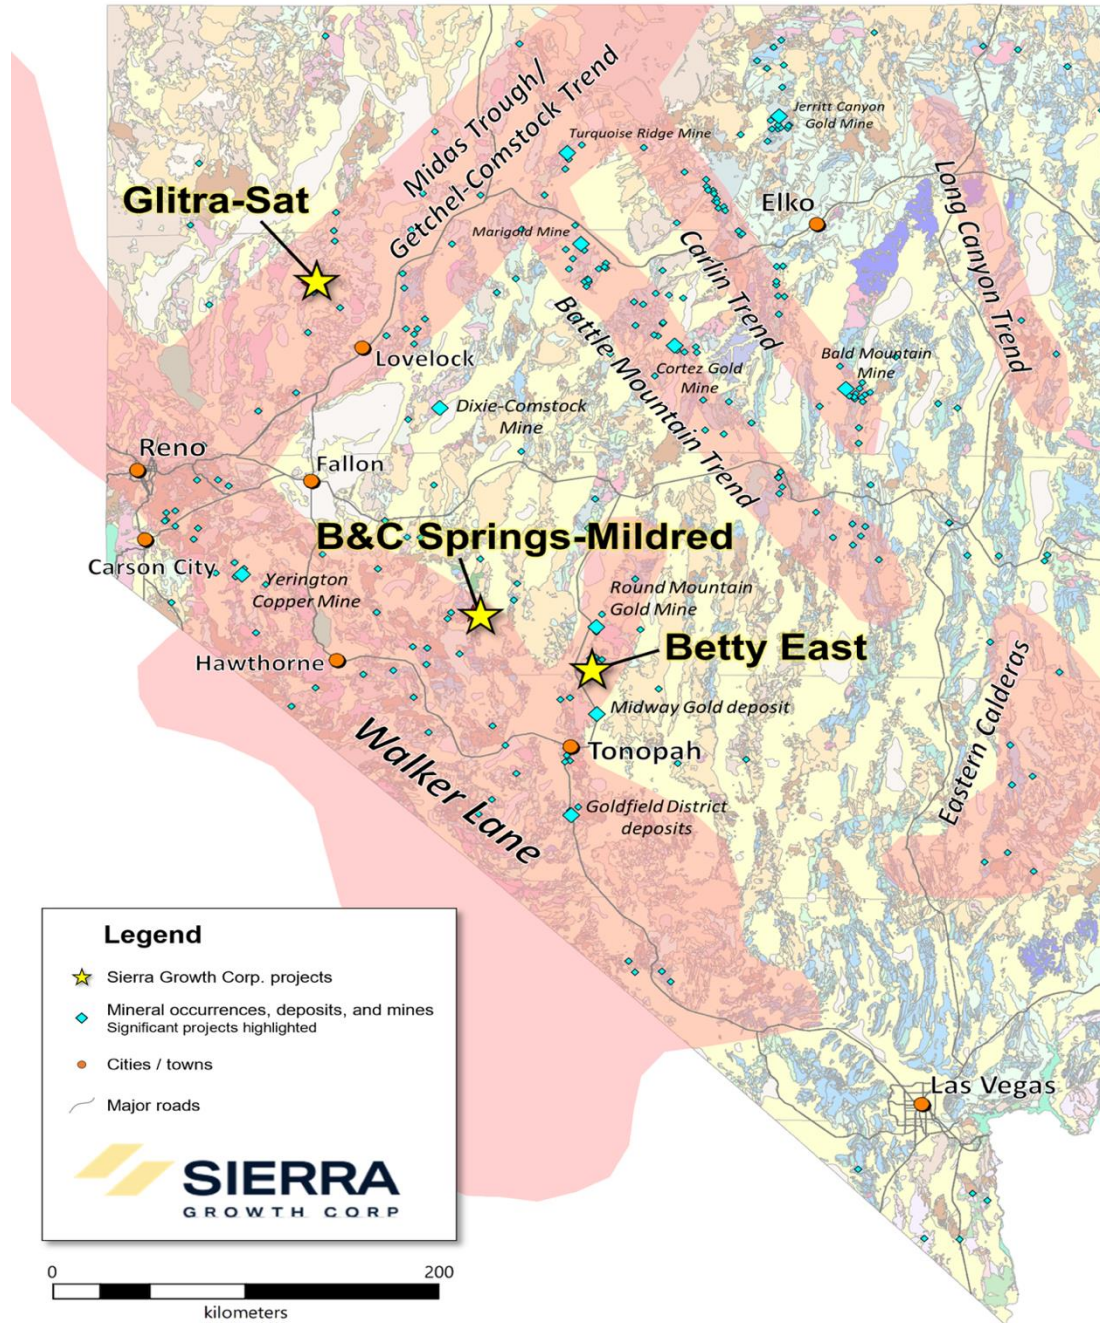 Jerritt Canyon
Gold Mine
Turquoise Ridge Mine
Midas Trough/
Getchel-Comstock Trend
Glitra-Sat
Elko
Long Canyon Trend
Marigold Mine
Carlin Trend
Battle Mountain Trend
Lovelock
Cortez Gold
Mine
Bald Mountain
Mine
Dixie-Comstock
Mine
Reno
Fallon
B&C Springs-Mildred
Carson City
Yerington
Copper Mine
Round Mountain
Gold Mine
Hawthorne
Betty East
Midway Gold deposit
Walker Lane
Tonopah
Eastern Calderas
Goldfield District
deposits
Las Vegas
Legend
Sierra Growth Corp. projects
Mineral occurrences, deposits, and mines
Significant projects highlighted
Cities / towns
Major roads
SIERRA
GROWTH CORP
0 200
kilometers